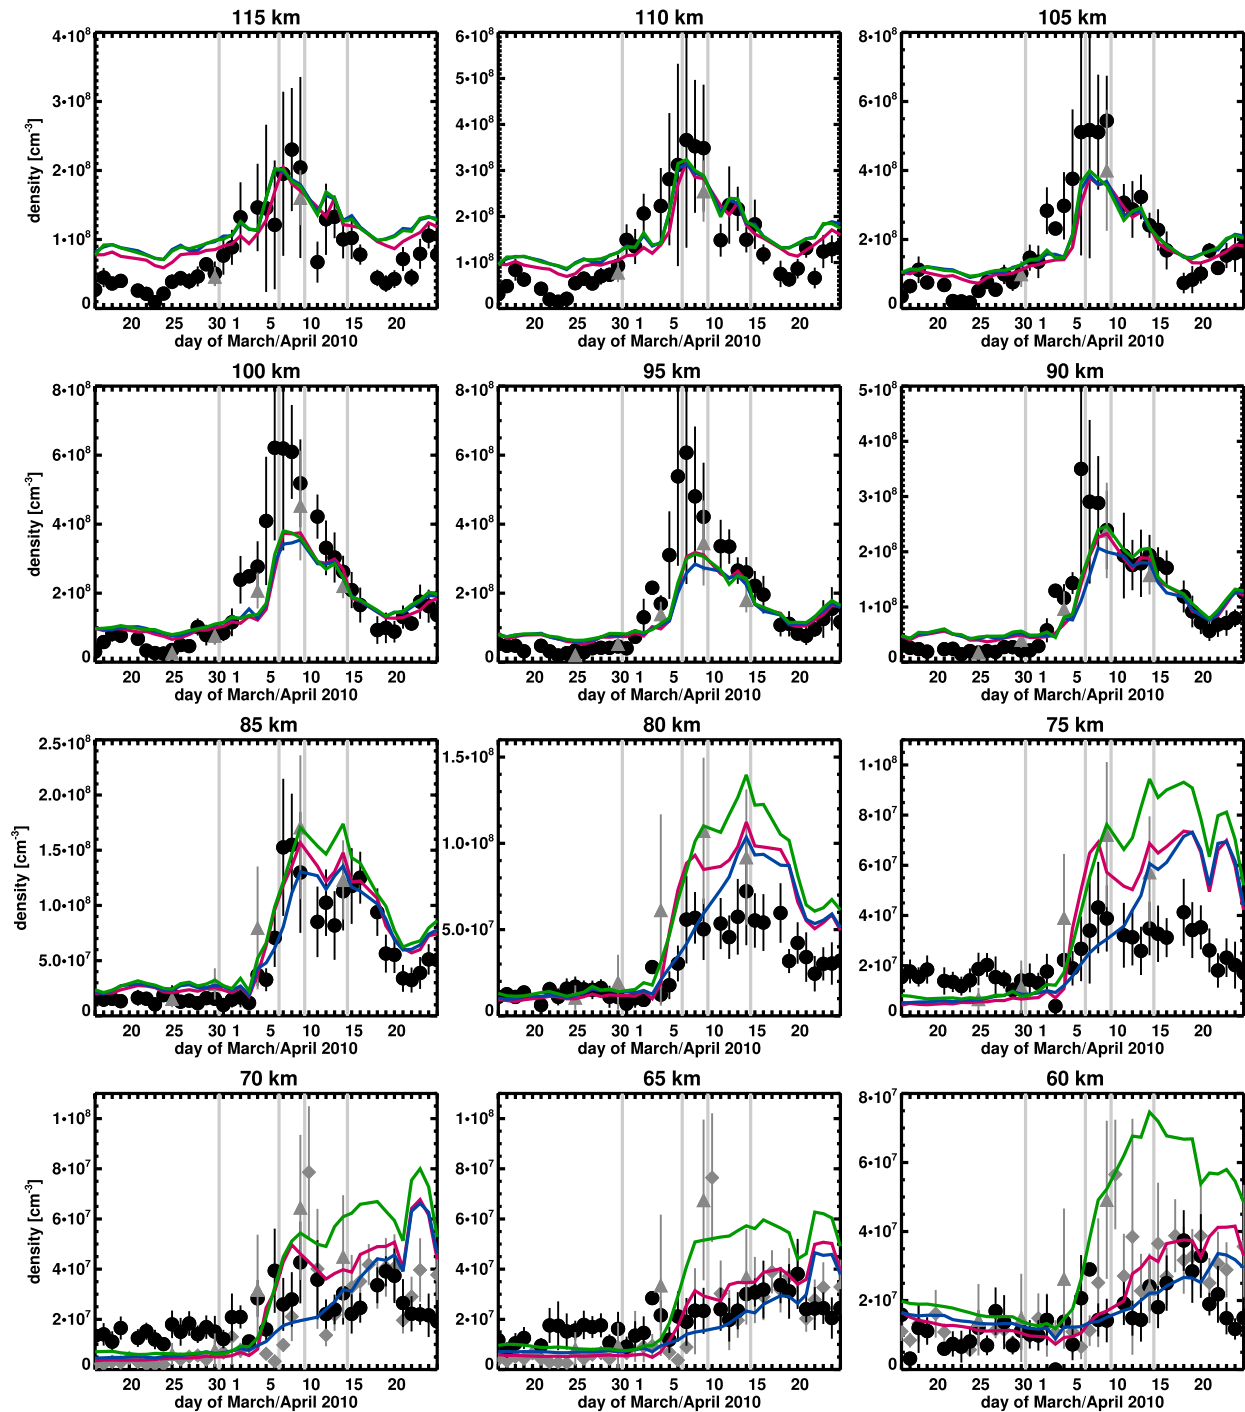 115 km 110 km 105 km
4•10⁸ 6•10⁸ 8•10⁸
5•10⁸
3•10⁸ 6•10⁸
4•10⁸
2•10⁸ 3•10⁸ 4•10⁸
2•10⁸
1•10⁸ 2•10⁸
1•10⁸
0 0 0
density [cm⁻³]
20 25 30 1 5 10 15 20 20 25 30 1 5 10 15 20 20 25 30 1 5 10 15 20
day of March/April 2010 day of March/April 2010 day of March/April 2010
100 km 95 km 90 km
8•10⁸ 8•10⁸ 5•10⁸
4•10⁸
6•10⁸ 6•10⁸
3•10⁸
4•10⁸ 4•10⁸
2•10⁸
2•10⁸ 2•10⁸
1•10⁸
0 0 0
density [cm⁻³]
20 25 30 1 5 10 15 20 20 25 30 1 5 10 15 20 20 25 30 1 5 10 15 20
day of March/April 2010 day of March/April 2010 day of March/April 2010
85 km 80 km 75 km
2.5•10⁸
1.5•10⁸ 1•10⁸
2.0•10⁸
8•10⁷
1.5•10⁸ 1.0•10⁸
6•10⁷
1.0•10⁸
4•10⁷
5.0•10⁷ 5.0•10⁷
2•10⁷
0 0 0
density [cm⁻³]
20 25 30 1 5 10 15 20 20 25 30 1 5 10 15 20 20 25 30 1 5 10 15 20
day of March/April 2010 day of March/April 2010 day of March/April 2010
70 km 65 km 60 km
1•10⁸ 1•10⁸ 8•10⁷
8•10⁷ 8•10⁷
6•10⁷
6•10⁷ 6•10⁷
4•10⁷
4•10⁷ 4•10⁷
2•10⁷ 2•10⁷ 2•10⁷
0 0 0
density [cm⁻³]
20 25 30 1 5 10 15 20 20 25 30 1 5 10 15 20 20 25 30 1 5 10 15 20
day of March/April 2010 day of March/April 2010 day of March/April 2010